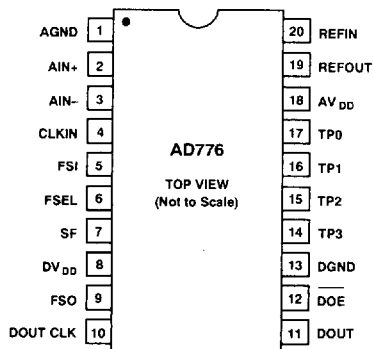 AGND 1
AIN+ 2
AIN– 3
CLKIN 4
FSI 5
FSEL 6
SF 7
DVDD 8
FSO 9
DOUT CLK 10
AD776
TOP VIEW
(Not to Scale)
20 REFIN
19 REFOUT
18 AVDD
17 TP0
16 TP1
15 TP2
14 TP3
13 DGND
12 DOE
11 DOUT